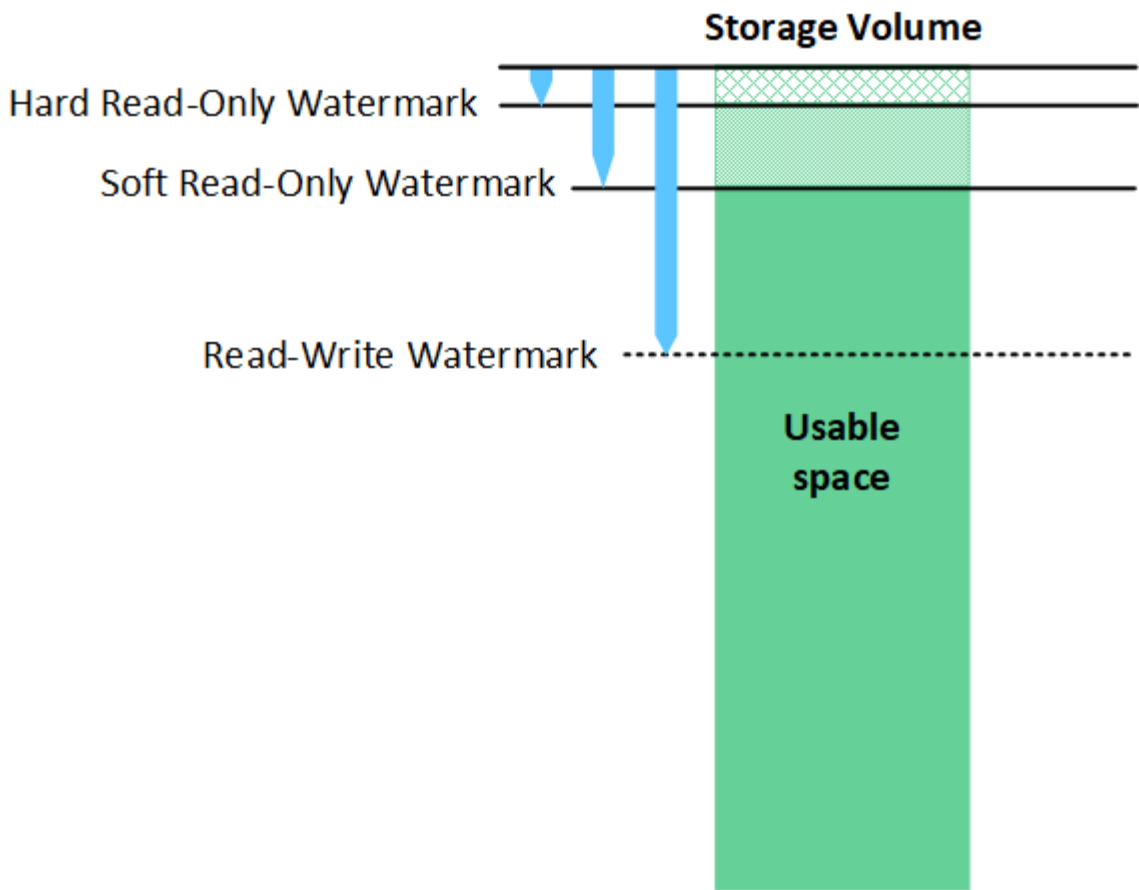 Storage Volume
Hard Read-Only Watermark
Soft Read-Only Watermark
Read-Write Watermark
Usable
space